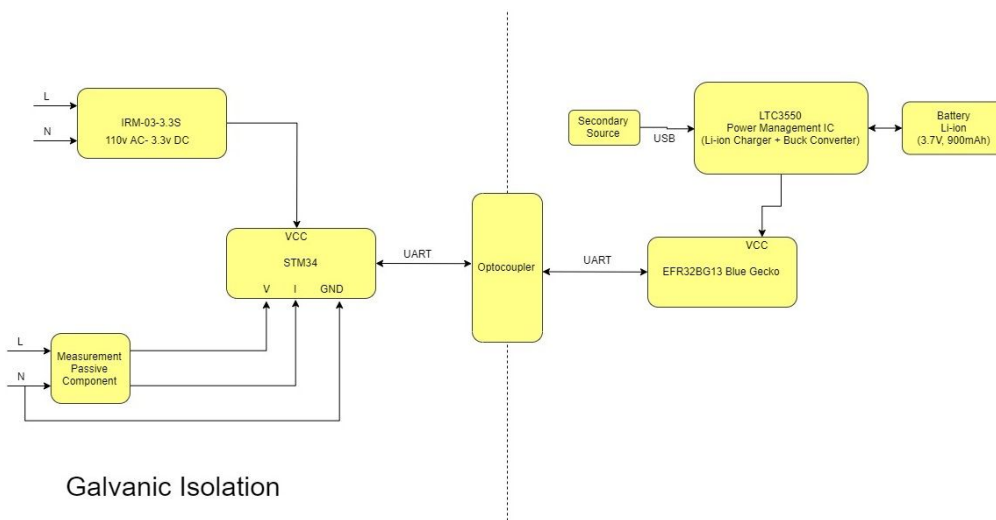 L
N
IRM-03-3.3S
110v AC- 3.3v DC
Secondary
Source
USB
LTC3550
Power Management IC
(Li-ion Charger + Buck Converter)
Battery
Li-ion
(3.7V, 900mAh)
VCC
STM34
V I GND
UART
Optocoupler
UART
VCC
EFR32BG13 Blue Gecko
L
N
Measurement
Passive
Component
Galvanic Isolation